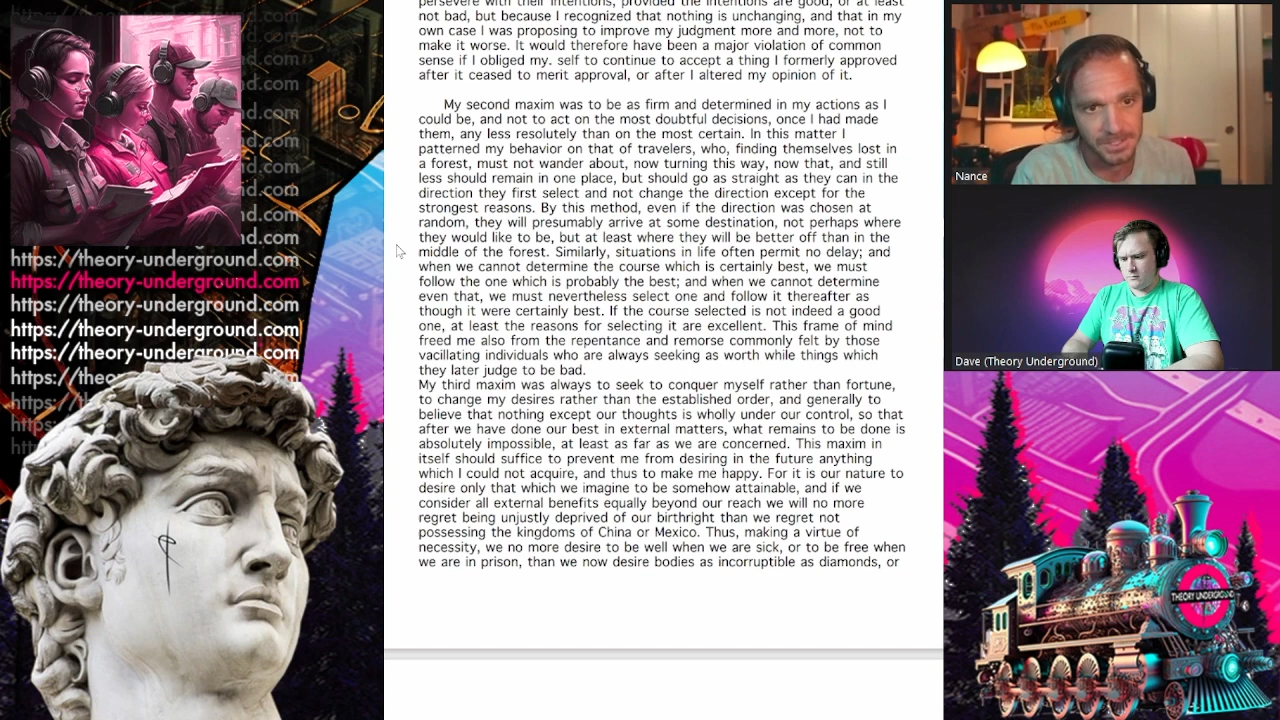 https://theory-underground.com
https://theory-underground.com
https://theory-underground.com
https://theory-underground.com
https://theory-underground.com
persevere with their intentions, provided the intentions are good, or at least
not bad, but because I recognized that nothing is unchanging, and that in my
own case I was proposing to improve my judgment more and more, not to
make it worse. It would therefore have been a major violation of common
sense if I obliged my. self to continue to accept a thing I formerly approved
after it ceased to merit approval, or after I altered my opinion of it.
My second maxim was to be as firm and determined in my actions as I
could be, and not to act on the most doubtful decisions, once I had made
them, any less resolutely than on the most certain. In this matter I
patterned my behavior on that of travelers, who, finding themselves lost in
a forest, must not wander about, now turning this way, now that, and still
less should remain in one place, but should go as straight as they can in the
direction they first select and not change the direction except for the
strongest reasons. By this method, even if the direction was chosen at
random, they will presumably arrive at some destination, not perhaps where
they would like to be, but at least where they will be better off than in the
middle of the forest. Similarly, situations in life often permit no delay; and
when we cannot determine the course which is certainly best, we must
follow the one which is probably the best; and when we cannot determine
even that, we must nevertheless select one and follow it thereafter as
though it were certainly best. If the course selected is not indeed a good
one, at least the reasons for selecting it are excellent. This frame of mind
freed me also from the repentance and remorse commonly felt by those
vacillating individuals who are always seeking as worth while things which
they later judge to be bad.
My third maxim was always to seek to conquer myself rather than fortune,
to change my desires rather than the established order, and generally to
believe that nothing except our thoughts is wholly under our control, so that
after we have done our best in external matters, what remains to be done is
absolutely impossible, at least as far as we are concerned. This maxim in
itself should suffice to prevent me from desiring in the future anything
which I could not acquire, and thus to make me happy. For it is our nature to
desire only that which we imagine to be somehow attainable, and if we
consider all external benefits equally beyond our reach we will no more
regret being unjustly deprived of our birthright than we regret not
possessing the kingdoms of China or Mexico. Thus, making a virtue of
necessity, we no more desire to be well when we are sick, or to be free when
we are in prison, than we now desire bodies as incorruptible as diamonds, or
Nance
Dave (Theory Underground)
THEORY UNDERGROUND